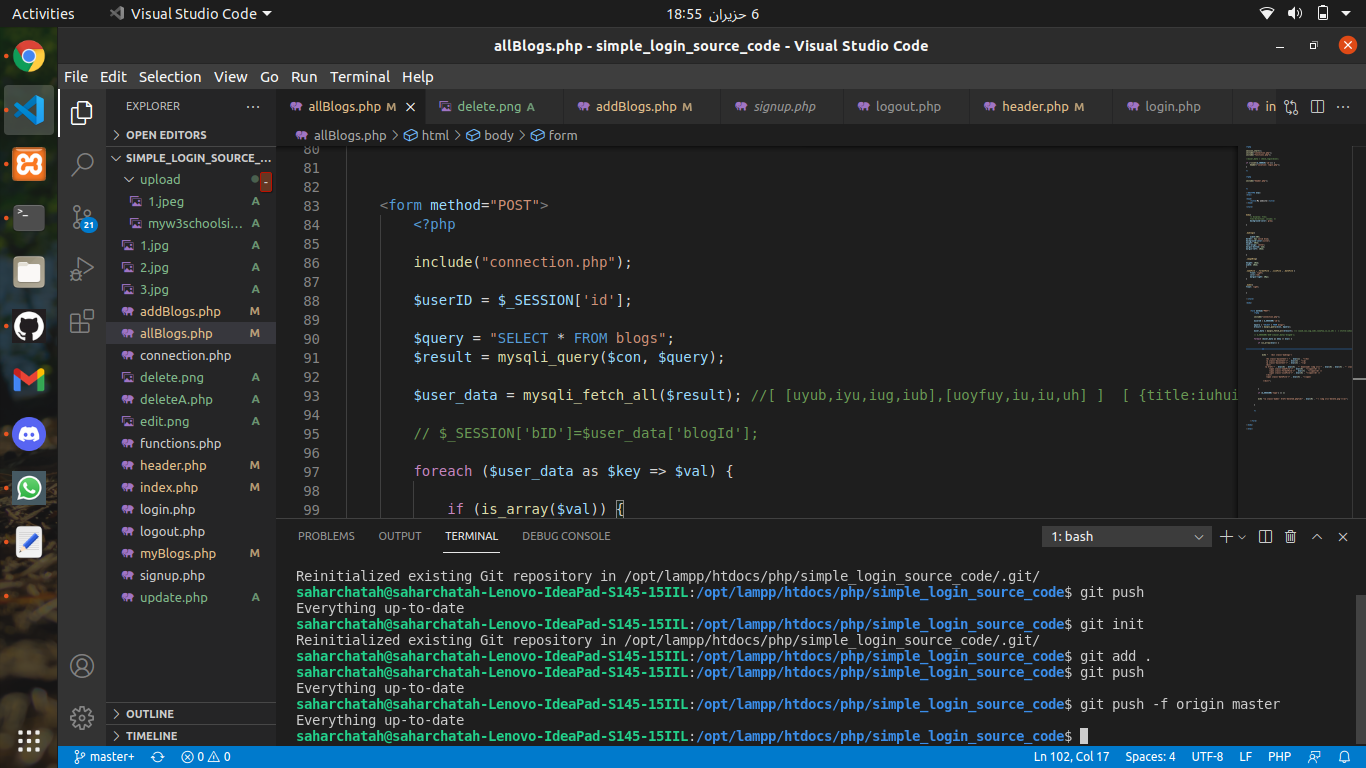 Activities
Visual Studio Code
6 حزيران 18:55
allBlogs.php - simple_login_source_code - Visual Studio Code
File Edit Selection View Go Run Terminal Help
EXPLORER
OPEN EDITORS
SIMPLE_LOGIN_SOURCE_...
upload
1.jpeg A
myw3schoolsi... A
1.jpg A
2.jpg A
3.jpg A
addBlogs.php M
allBlogs.php M
connection.php
delete.png A
deleteA.php A
edit.png A
functions.php
header.php M
index.php M
login.php
logout.php
myBlogs.php M
signup.php
update.php A
OUTLINE
TIMELINE
21
allBlogs.php M
delete.png A
addBlogs.php M
signup.php
logout.php
header.php M
login.php
in
allBlogs.php > html > body > form
80
81
82
83 <form method="POST">
84 <?php
85
86 include("connection.php");
87
88 $userID = $_SESSION['id'];
89
90 $query = "SELECT * FROM blogs";
91 $result = mysqli_query($con, $query);
92
93 $user_data = mysqli_fetch_all($result); //[ [uyub,iyu,iug,iub],[uoyfuy,iu,iu,uh] ] [ {title:iuhui
94
95 // $_SESSION['bID']=$user_data['blogId'];
96
97 foreach ($user_data as $key => $val) {
98
99 if (is_array($val)) {
PROBLEMS OUTPUT TERMINAL DEBUG CONSOLE
1: bash
Reinitialized existing Git repository in /opt/lampp/htdocs/php/simple_login_source_code/.git/
saharchatah@saharchatah-Lenovo-IdeaPad-S145-15IIL:/opt/lampp/htdocs/php/simple_login_source_code$ git push
Everything up-to-date
saharchatah@saharchatah-Lenovo-IdeaPad-S145-15IIL:/opt/lampp/htdocs/php/simple_login_source_code$ git init
Reinitialized existing Git repository in /opt/lampp/htdocs/php/simple_login_source_code/.git/
saharchatah@saharchatah-Lenovo-IdeaPad-S145-15IIL:/opt/lampp/htdocs/php/simple_login_source_code$ git add .
saharchatah@saharchatah-Lenovo-IdeaPad-S145-15IIL:/opt/lampp/htdocs/php/simple_login_source_code$ git push
Everything up-to-date
saharchatah@saharchatah-Lenovo-IdeaPad-S145-15IIL:/opt/lampp/htdocs/php/simple_login_source_code$ git push -f origin master
Everything up-to-date
saharchatah@saharchatah-Lenovo-IdeaPad-S145-15IIL:/opt/lampp/htdocs/php/simple_login_source_code$
master+ 0 0 Ln 102, Col 17 Spaces: 4 UTF-8 LF PHP